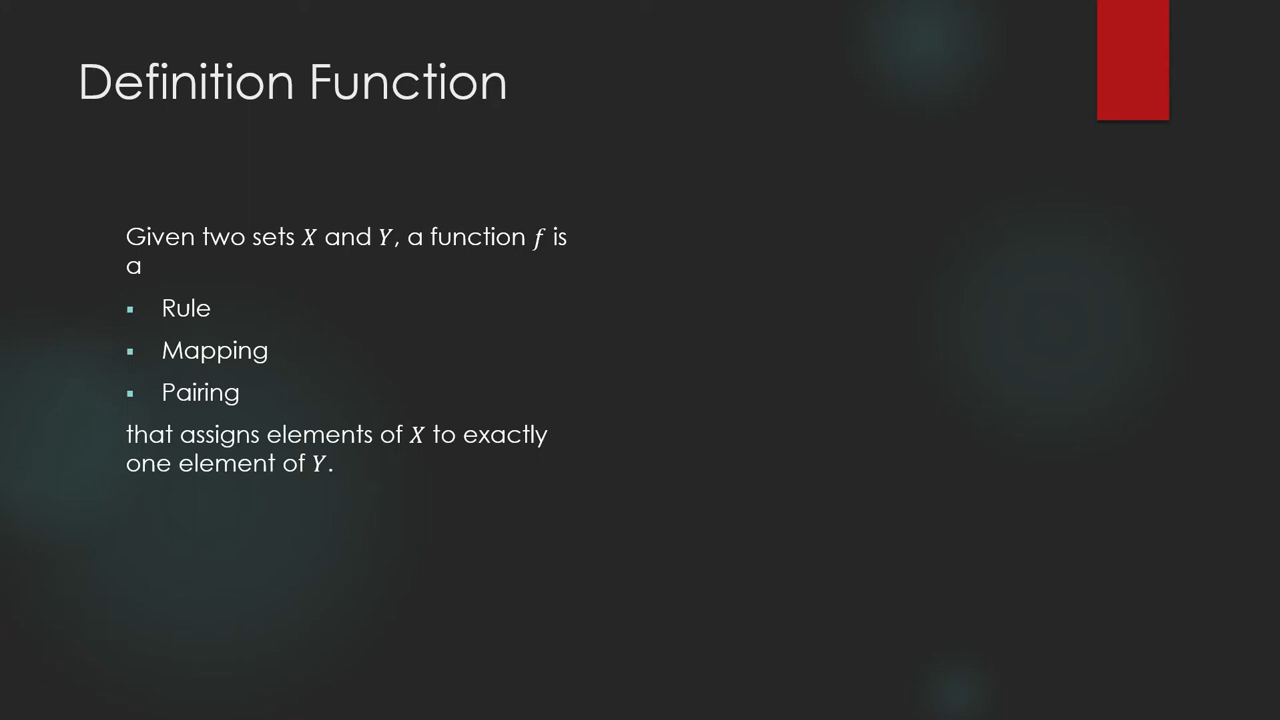 Definition Function
Given two sets 𝑋 and 𝑌, a function 𝑓 is
a
▪ Rule
▪ Mapping
▪ Pairing
that assigns elements of 𝑋 to exactly
one element of 𝑌.